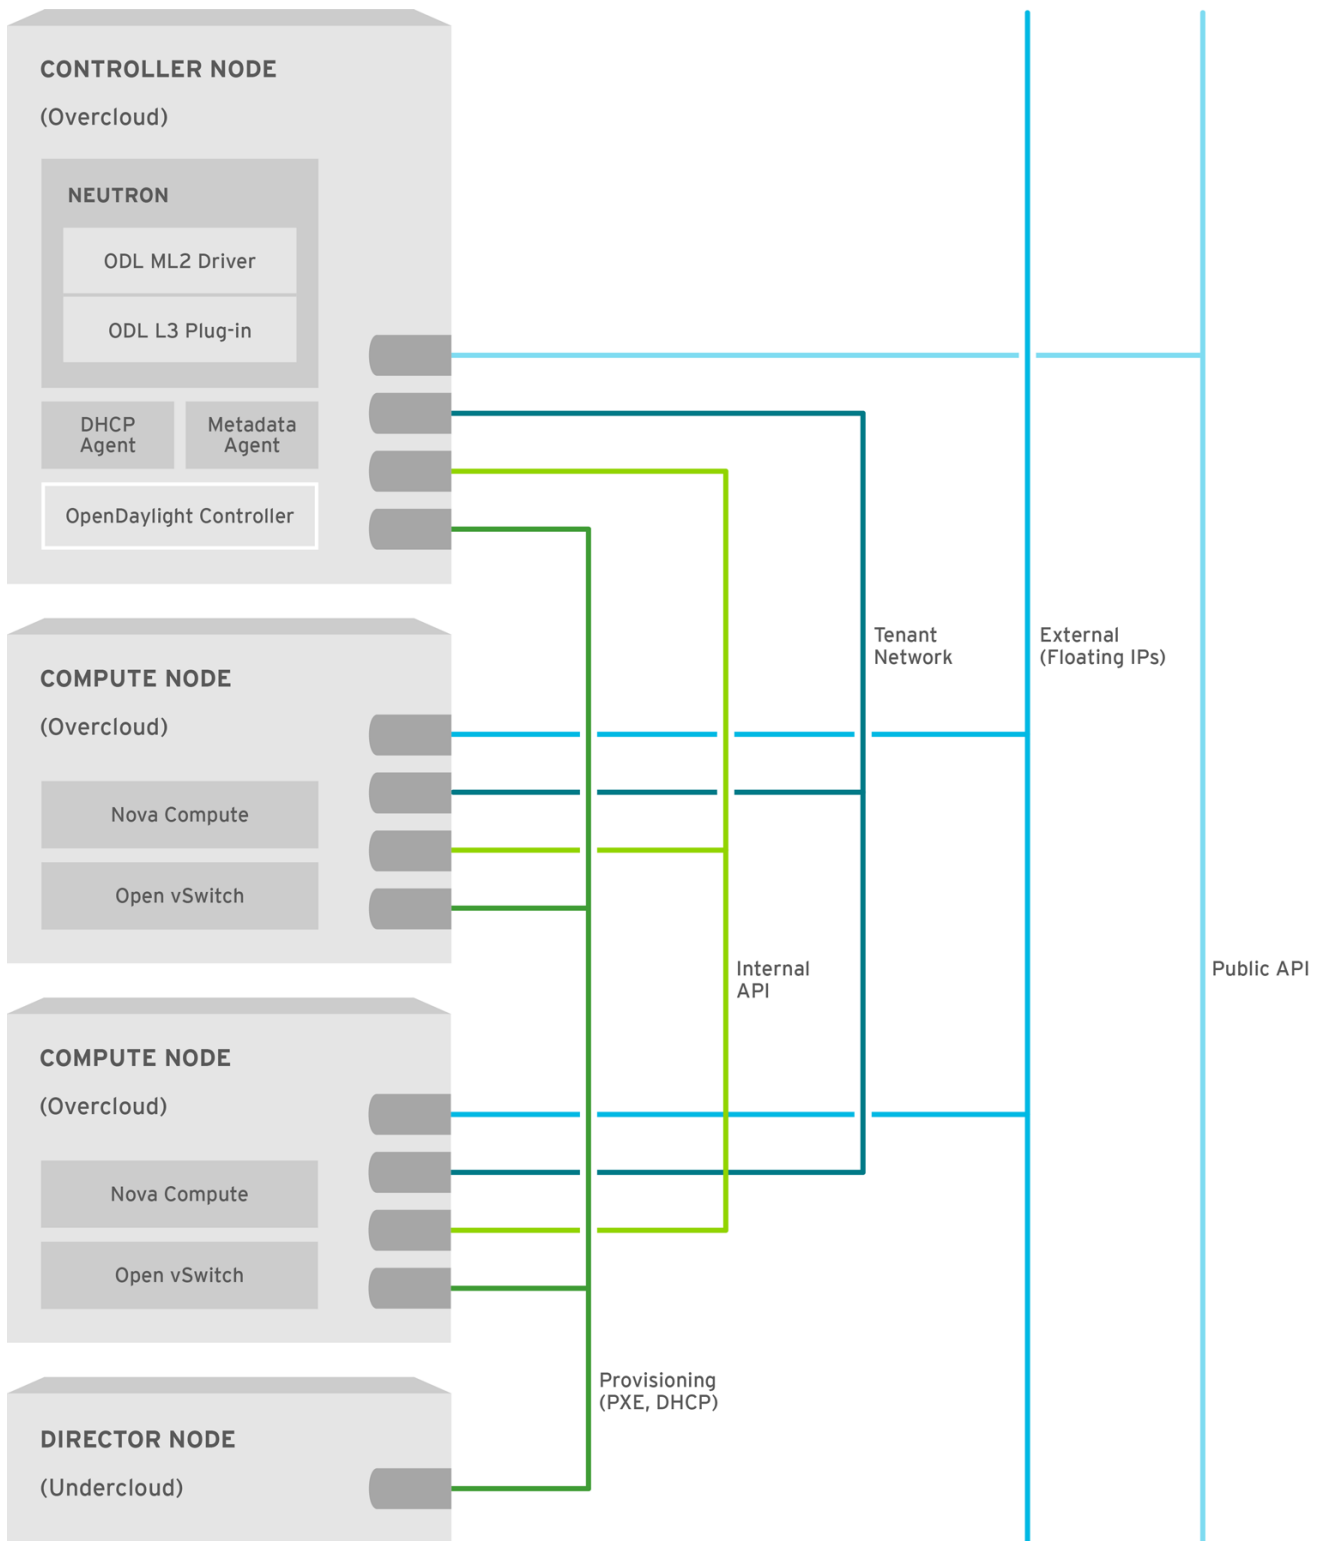 CONTROLLER NODE
(Overcloud)
NEUTRON
ODL ML2 Driver
ODL L3 Plug-in
DHCP
Agent
Metadata
Agent
OpenDaylight Controller
COMPUTE NODE
(Overcloud)
Nova Compute
Open vSwitch
Tenant
Network
External
(Floating IPs)
Internal
API
Public API
COMPUTE NODE
(Overcloud)
Nova Compute
Open vSwitch
Provisioning
(PXE, DHCP)
DIRECTOR NODE
(Undercloud)